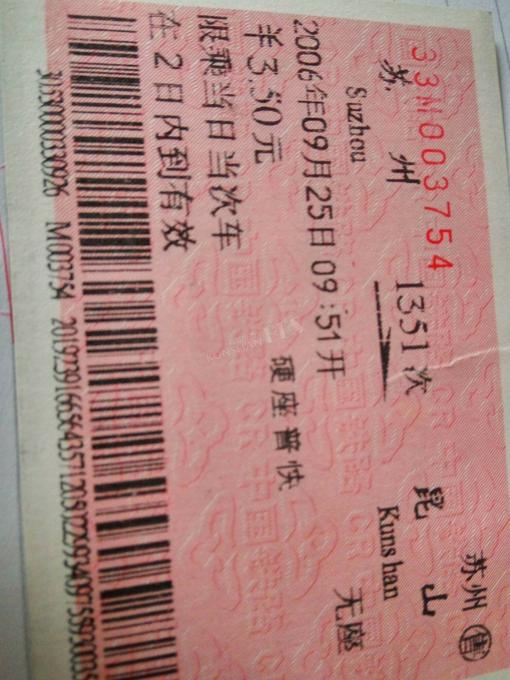 33M003754
苏州 售
苏州 1351次 昆山
Suzhou Kunshan
2006年09月25日09:51开 无座
半3.50元 硬座普快
限乘当日当次车
在2日内到有效